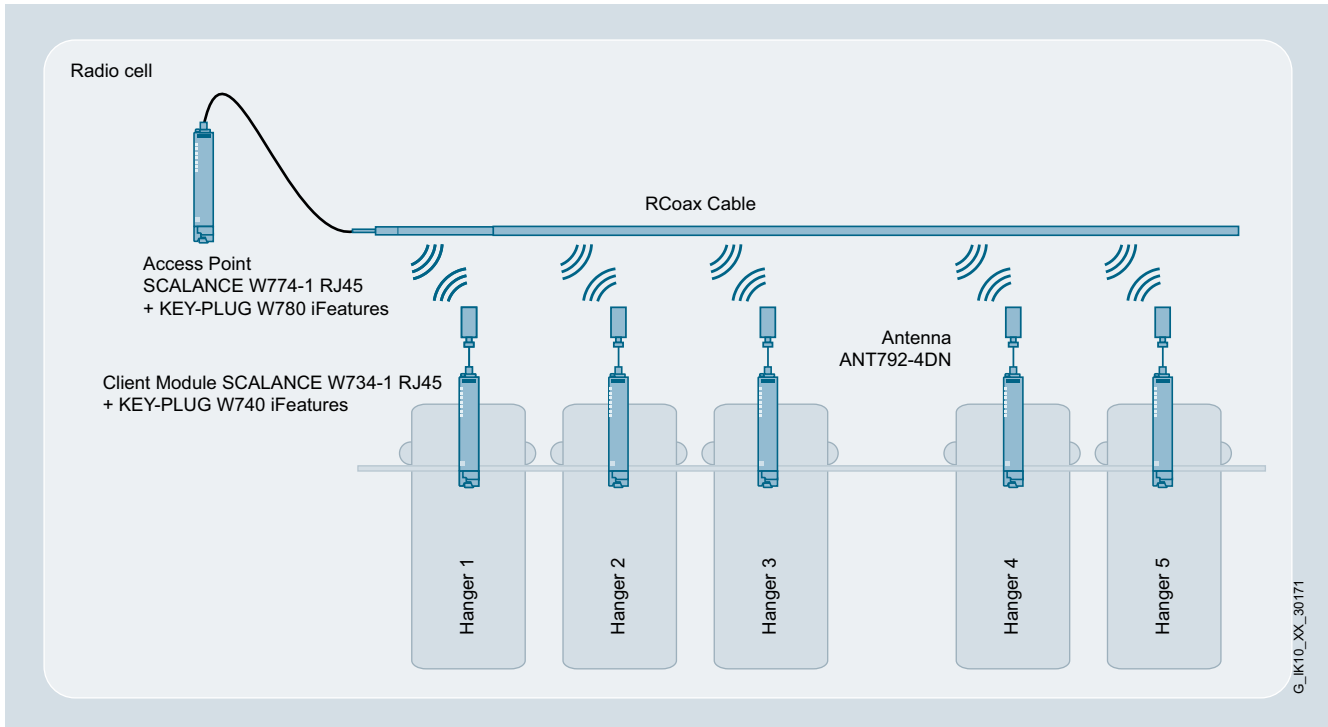 Radio cell
RCoax Cable
Access Point
SCALANCE W774-1 RJ45
+ KEY-PLUG W780 iFeatures
Antenna
ANT792-4DN
Client Module SCALANCE W734-1 RJ45
+ KEY-PLUG W740 iFeatures
Hanger 1
Hanger 2
Hanger 3
Hanger 4
Hanger 5
G_IK10_XX_30171